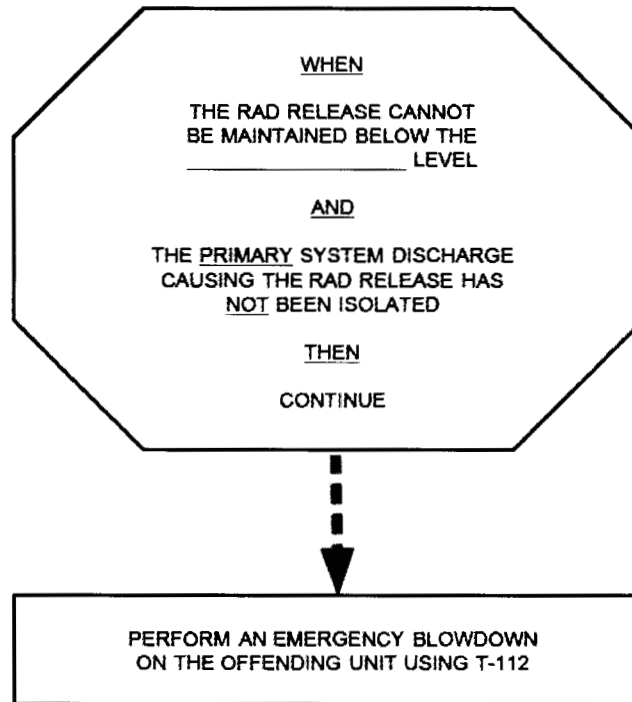 WHEN
THE RAD RELEASE CANNOT
BE MAINTAINED BELOW THE
____________________ LEVEL
AND
THE PRIMARY SYSTEM DISCHARGE
CAUSING THE RAD RELEASE HAS
NOT BEEN ISOLATED
THEN
CONTINUE
PERFORM AN EMERGENCY BLOWDOWN
ON THE OFFENDING UNIT USING T-112